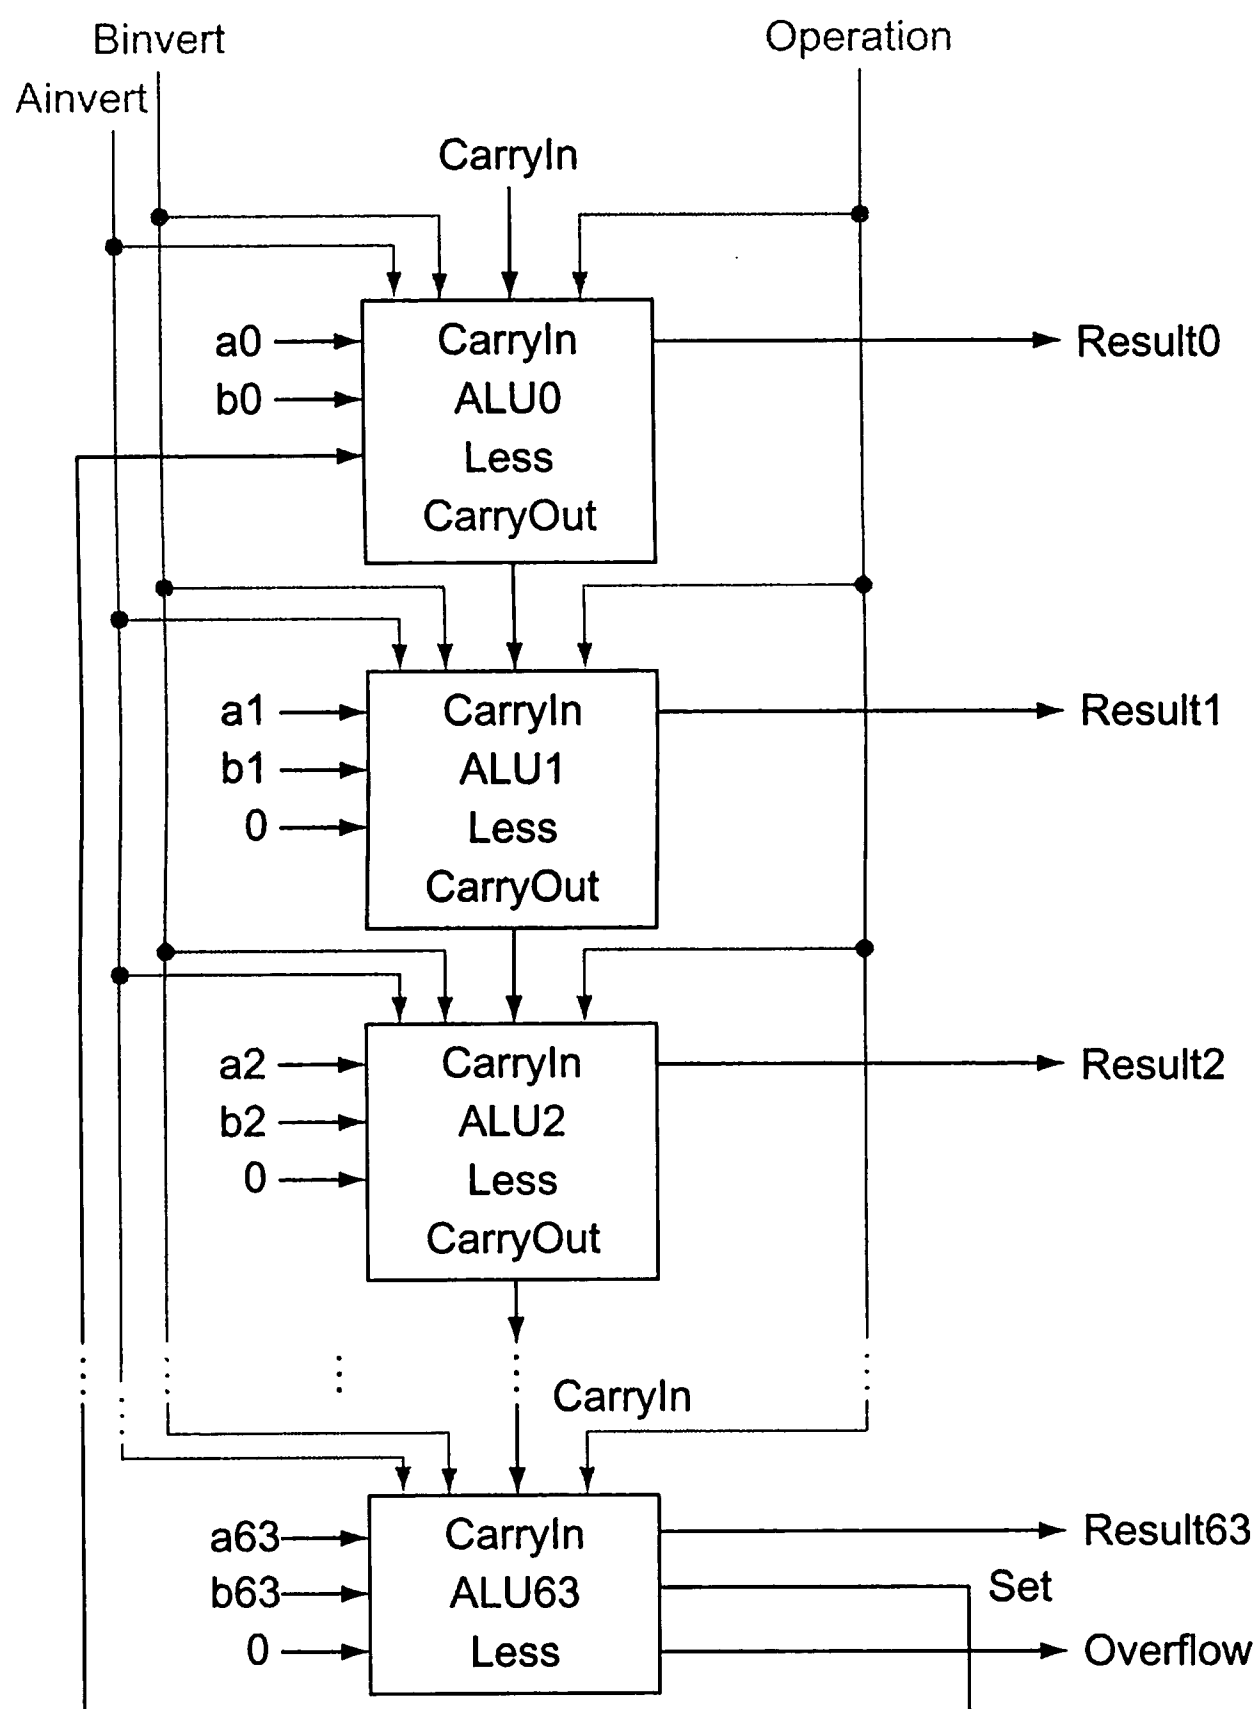 Binvert
Operation
Ainvert
CarryIn
a0
CarryIn
Result0
b0
ALU0
Less
CarryOut
a1
CarryIn
Result1
b1
ALU1
0
Less
CarryOut
a2
CarryIn
Result2
b2
ALU2
0
Less
CarryOut
CarryIn
a63
CarryIn
Result63
b63
ALU63
Set
0
Less
Overflow